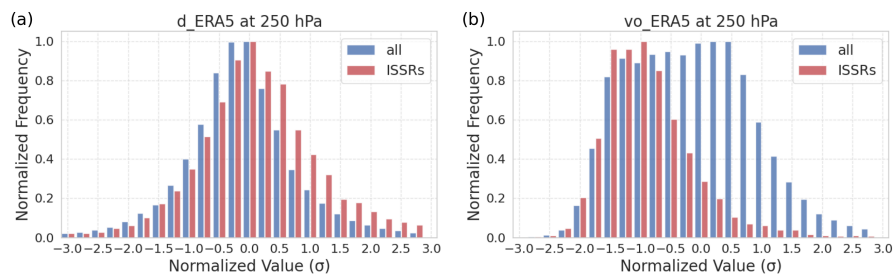 (a)
d_ERA5 at 250 hPa
Normalized Frequency
1.0
0.8
0.6
0.4
0.2
0.0
all
ISSRs
−3.0 −2.5 −2.0 −1.5 −1.0 −0.5 0.0 0.5 1.0 1.5 2.0 2.5 3.0
Normalized Value (σ)
(b)
vo_ERA5 at 250 hPa
Normalized Frequency
1.0
0.8
0.6
0.4
0.2
0.0
all
ISSRs
−3.0 −2.5 −2.0 −1.5 −1.0 −0.5 0.0 0.5 1.0 1.5 2.0 2.5 3.0
Normalized Value (σ)